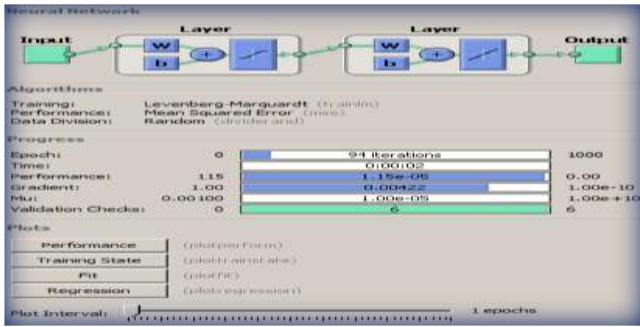 Neural Network
Layer Layer
Input Output
W W
b b
+ +
Algorithms
Training: Levenberg-Marquardt (trainlm)
Performance: Mean Squared Error (mse)
Data Division: Random (dividerand)
Progress
Epoch: 0 94 iterations 1000
Time: 0:00:02
Performance: 115 1.15e-05 0.00
Gradient: 1.00 0.00422 1.00e-10
Mu: 0.00100 1.00e-05 1.00e+10
Validation Checks: 0 6 6
Plots
Performance (plotperform)
Training State (plottrainstate)
Fit (plotfit)
Regression (plotregression)
Plot Interval: 1 epochs